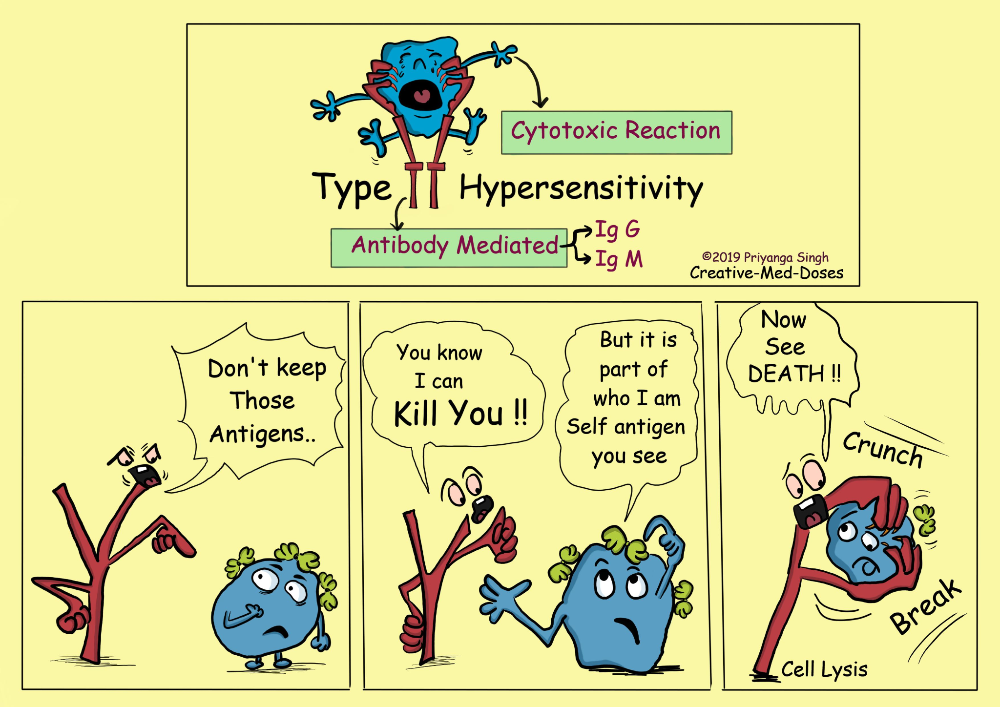 Cytotoxic Reaction
Type II Hypersensitivity
Antibody Mediated
Ig G
Ig M
©2019 Priyanga Singh
Creative-Med-Doses
Don't keep
Those
Antigens..
You know
I can
Kill You !!
But it is
part of
who I am
Self antigen
you see
Now
See
DEATH !!
Crunch
Break
Cell Lysis